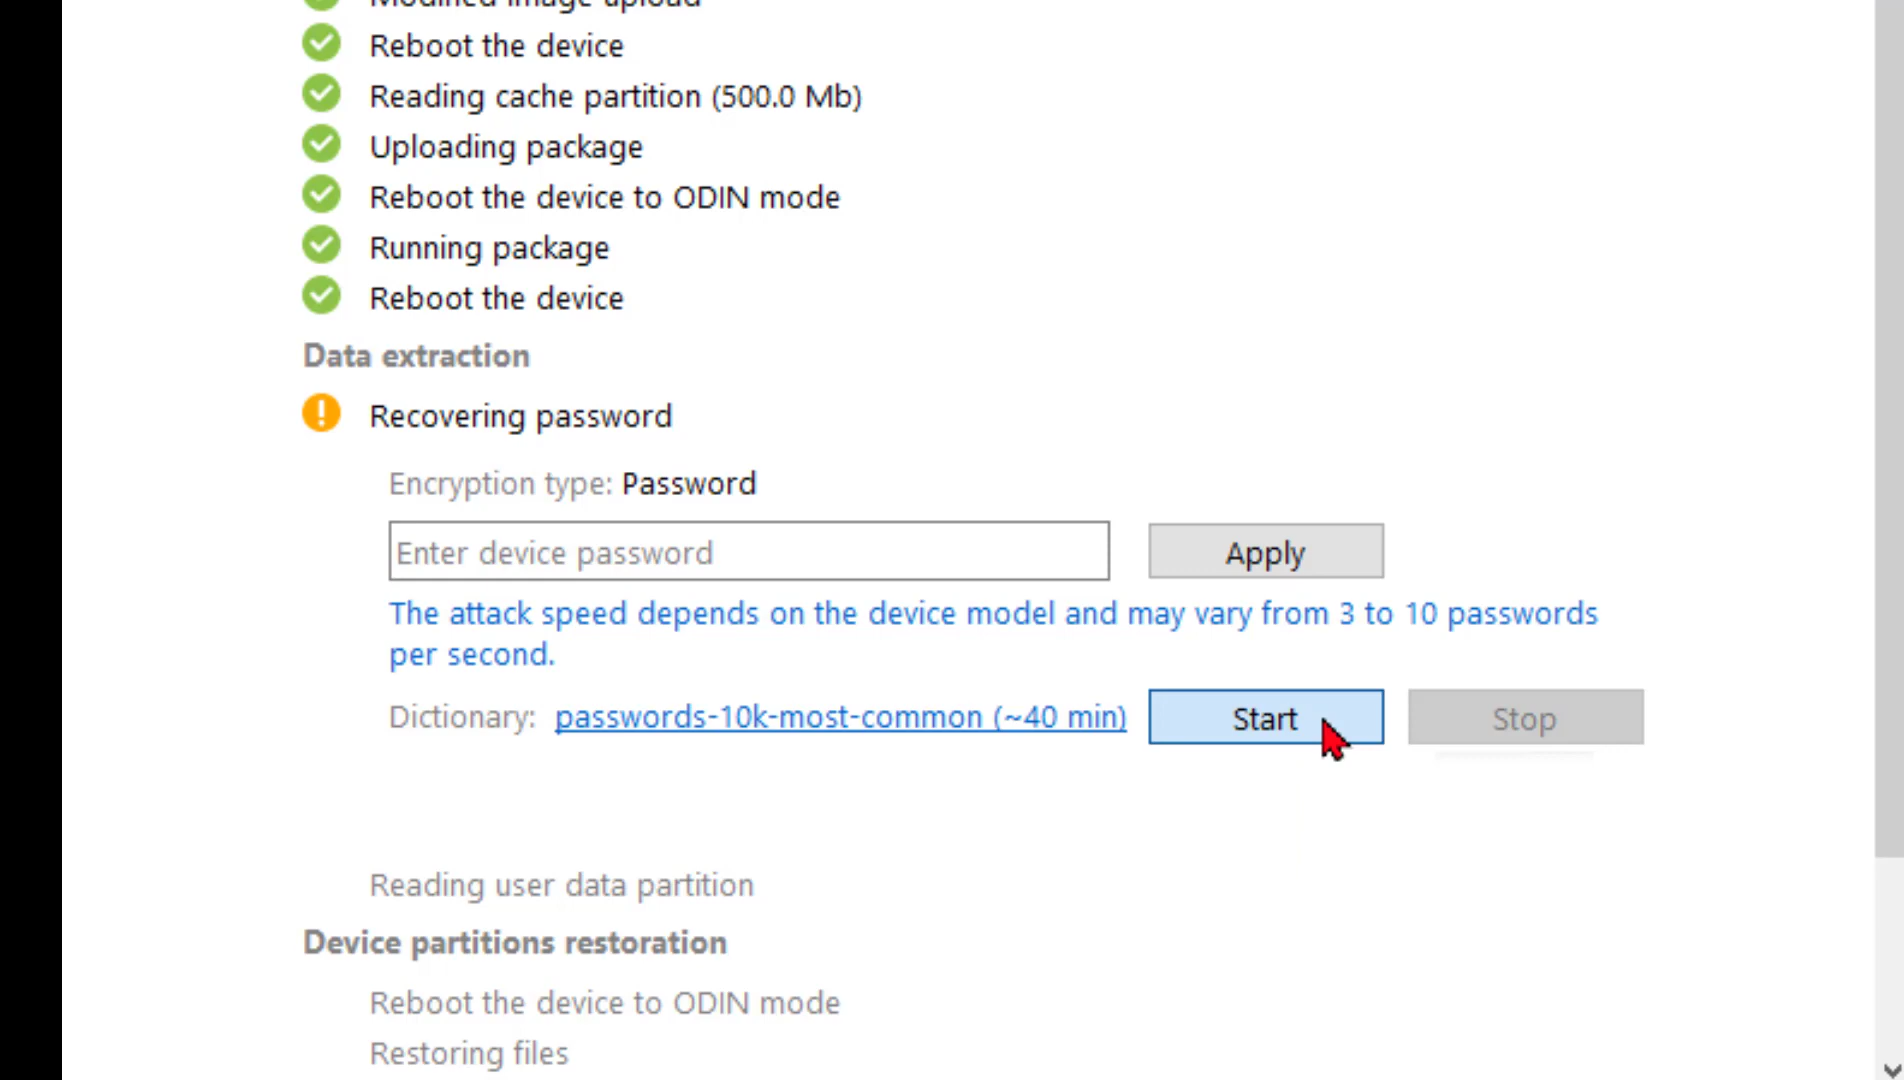 Modified image upload
Reboot the device
Reading cache partition (500.0 Mb)
Uploading package
Reboot the device to ODIN mode
Running package
Reboot the device
Data extraction
Recovering password
Encryption type: Password
Enter device password
Apply
The attack speed depends on the device model and may vary from 3 to 10 passwords
per second.
Dictionary: passwords-10k-most-common (~40 min)
Start
Stop
Reading user data partition
Device partitions restoration
Reboot the device to ODIN mode
Restoring files